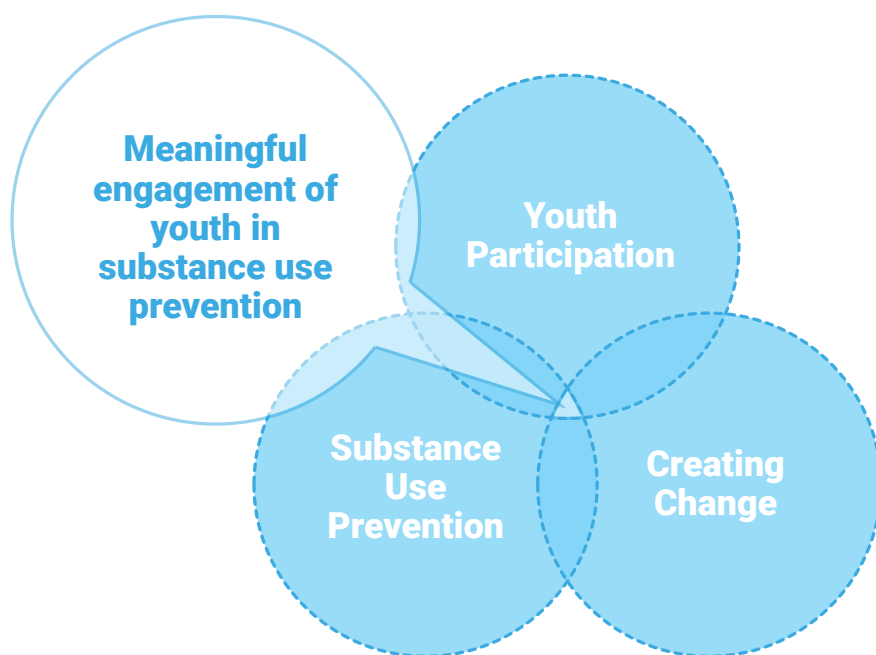 Meaningful
engagement of
youth in
substance use
prevention
Youth
Participation
Substance
Use
Prevention
Creating
Change